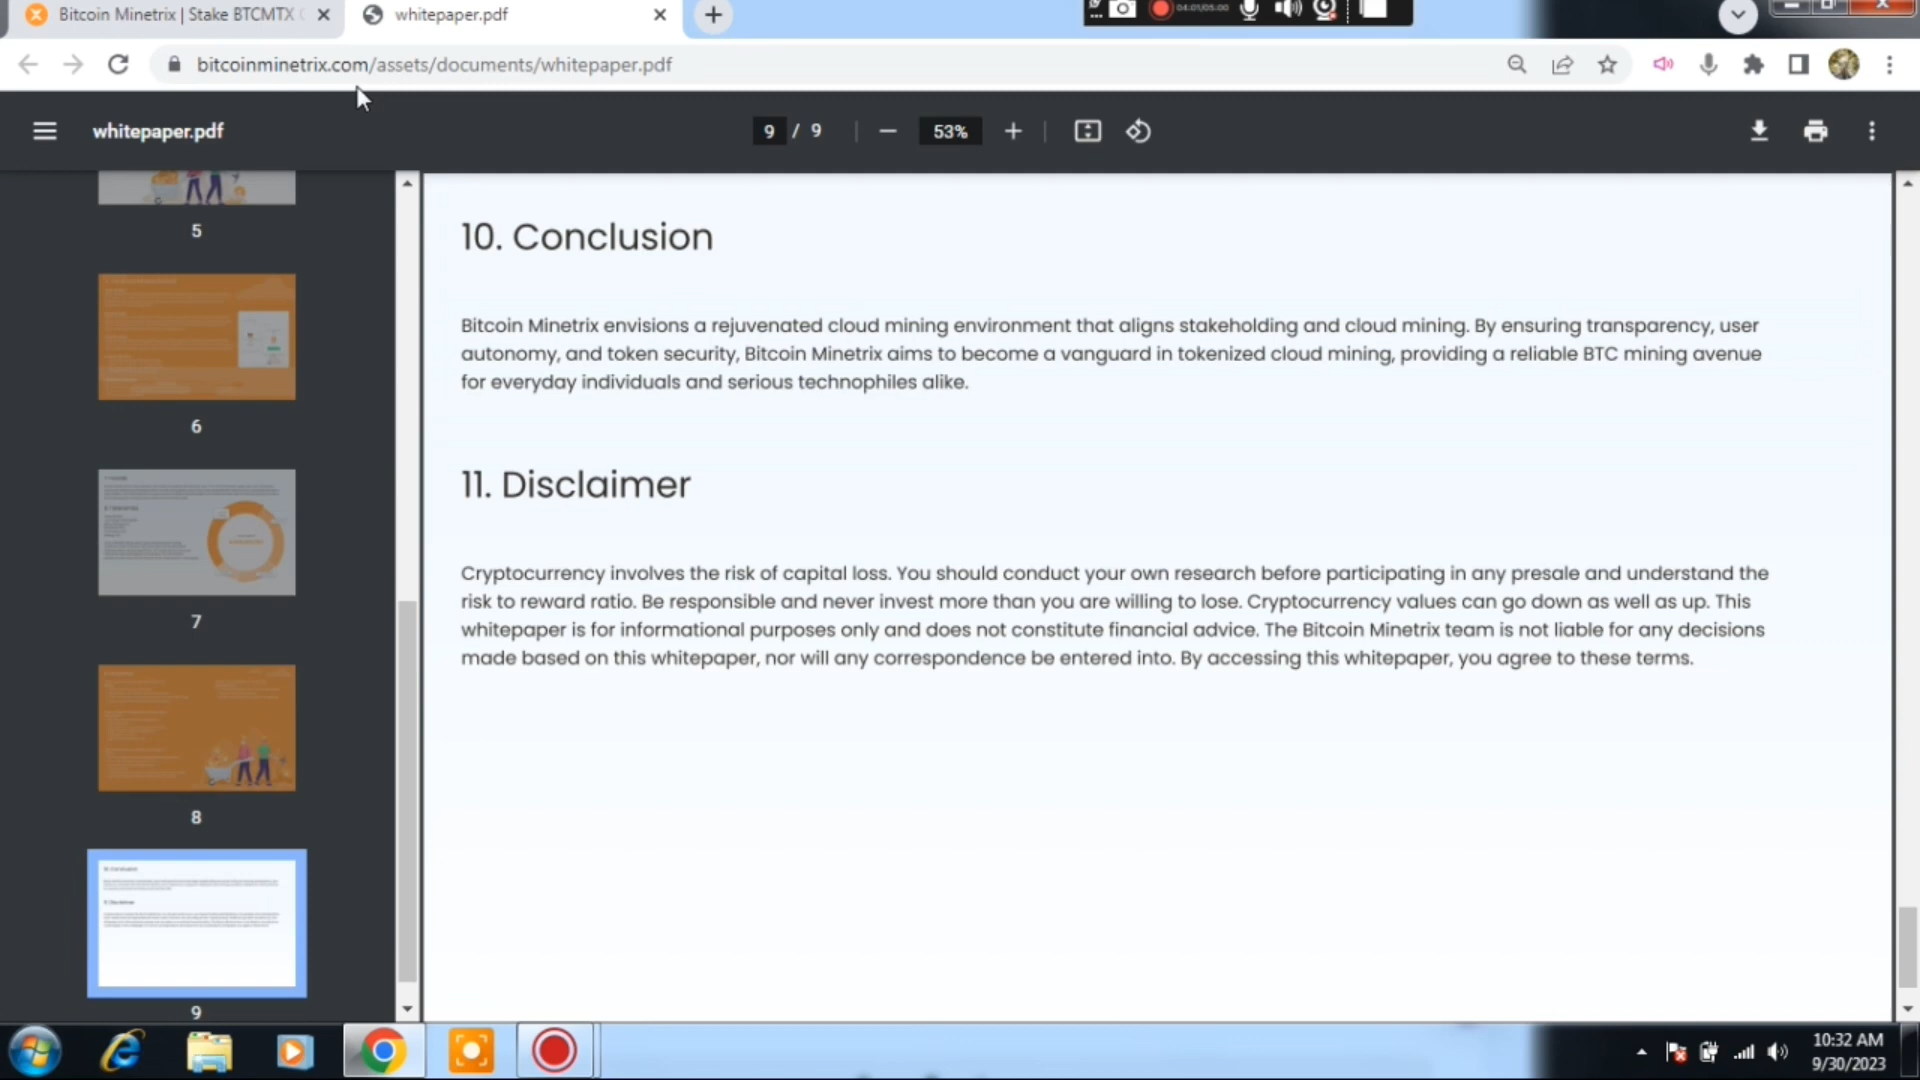 Bitcoin Minetrix | Stake BTCMTX
whitepaper.pdf
04:01/05:00
bitcoinminetrix.com/assets/documents/whitepaper.pdf
whitepaper.pdf
9 / 9
53%
5
6
7
8
9
10. Conclusion
Bitcoin Minetrix envisions a rejuvenated cloud mining environment that aligns stakeholding and cloud mining. By ensuring transparency, user
autonomy, and token security, Bitcoin Minetrix aims to become a vanguard in tokenized cloud mining, providing a reliable BTC mining avenue
for everyday individuals and serious technophiles alike.
11. Disclaimer
Cryptocurrency involves the risk of capital loss. You should conduct your own research before participating in any presale and understand the
risk to reward ratio. Be responsible and never invest more than you are willing to lose. Cryptocurrency values can go down as well as up. This
whitepaper is for informational purposes only and does not constitute financial advice. The Bitcoin Minetrix team is not liable for any decisions
made based on this whitepaper, nor will any correspondence be entered into. By accessing this whitepaper, you agree to these terms.
10:32 AM
9/30/2023